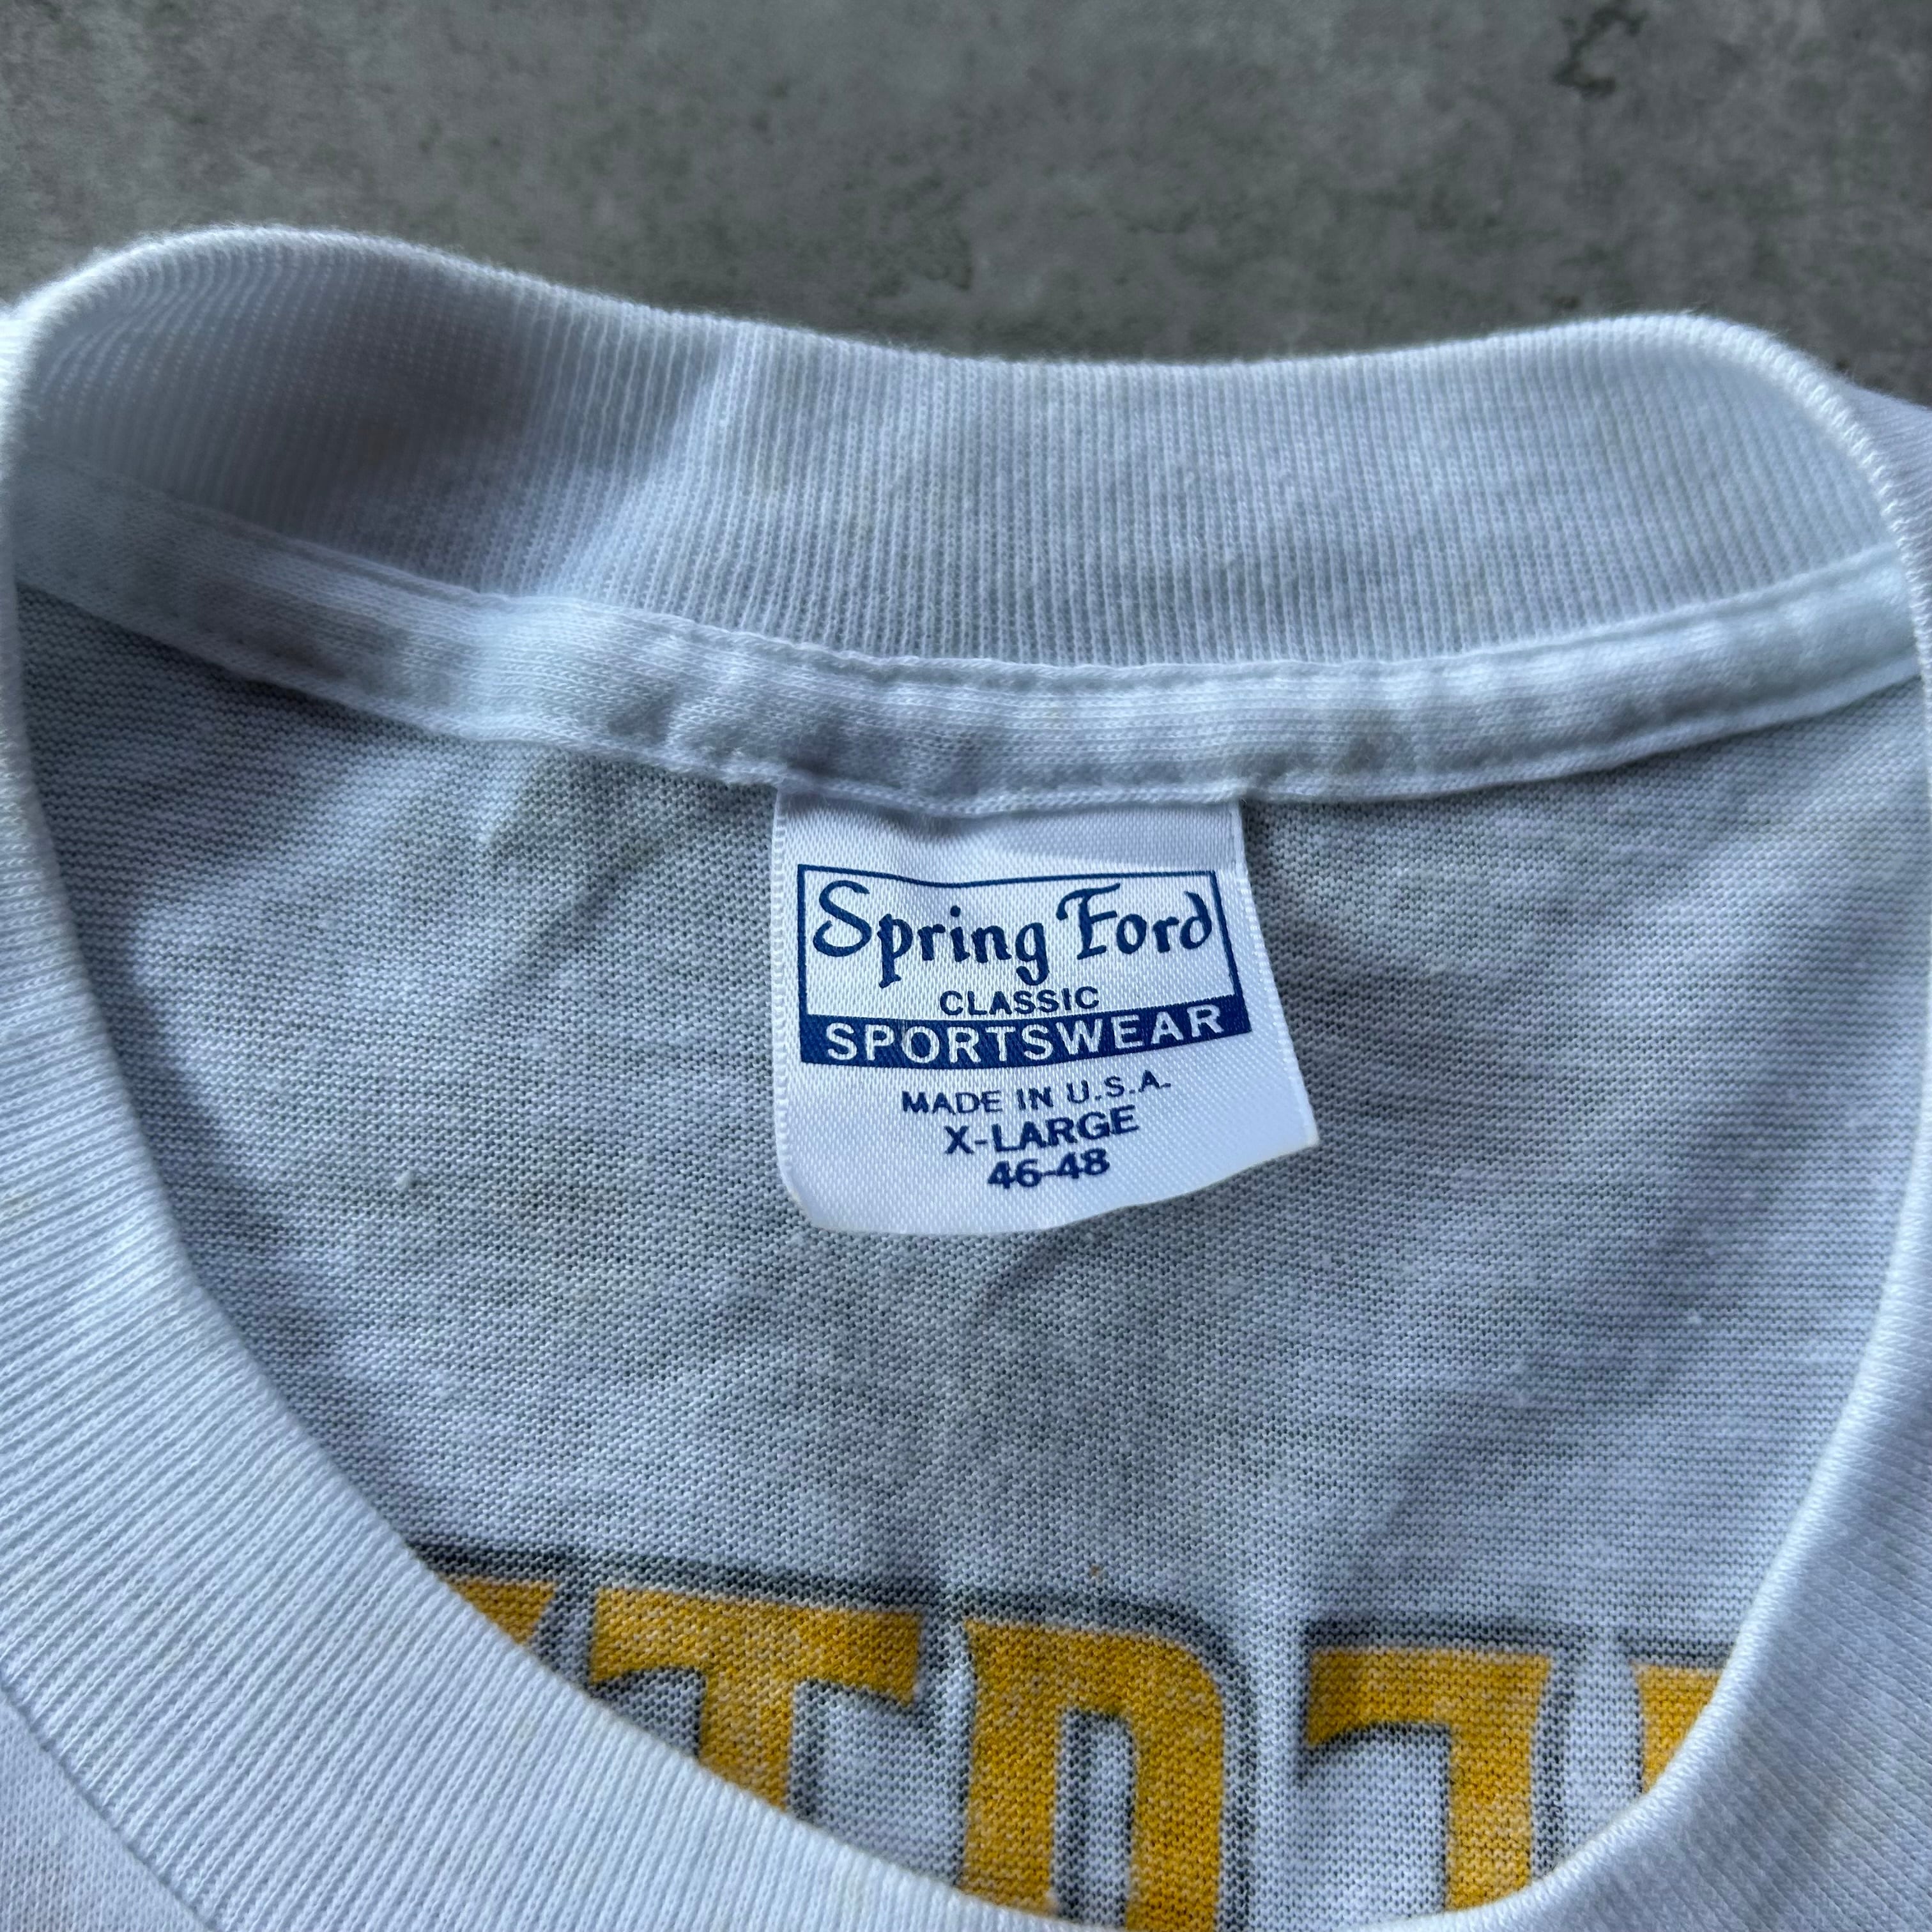 Spring Ford
CLASSIC
SPORTSWEAR
MADE IN U.S.A.
X-LARGE
46-48